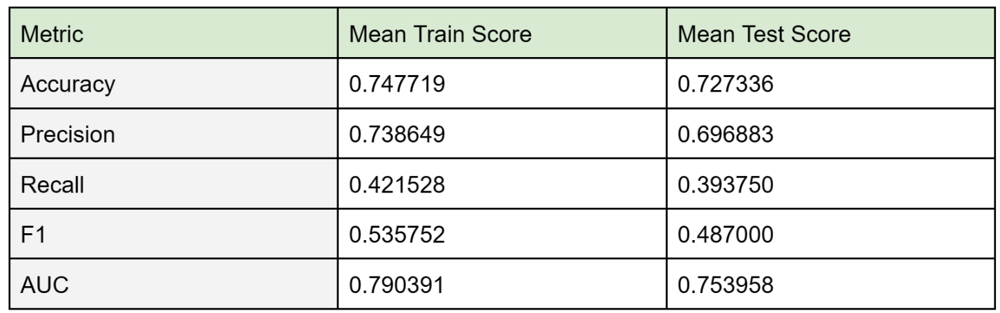 Metric Mean Train Score Mean Test Score
Accuracy 0.747719 0.727336
Precision 0.738649 0.696883
Recall 0.421528 0.393750
F1 0.535752 0.487000
AUC 0.790391 0.753958